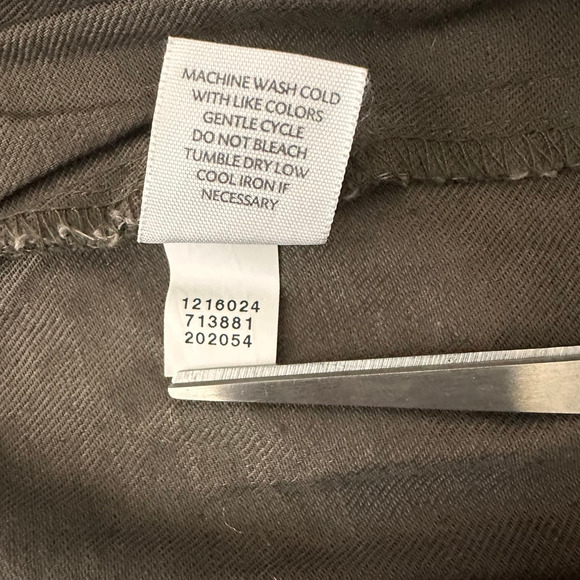 MACHINE WASH COLD
WITH LIKE COLORS
GENTLE CYCLE
DO NOT BLEACH
TUMBLE DRY LOW
COOL IRON IF
NECESSARY
1216024
713881
202054